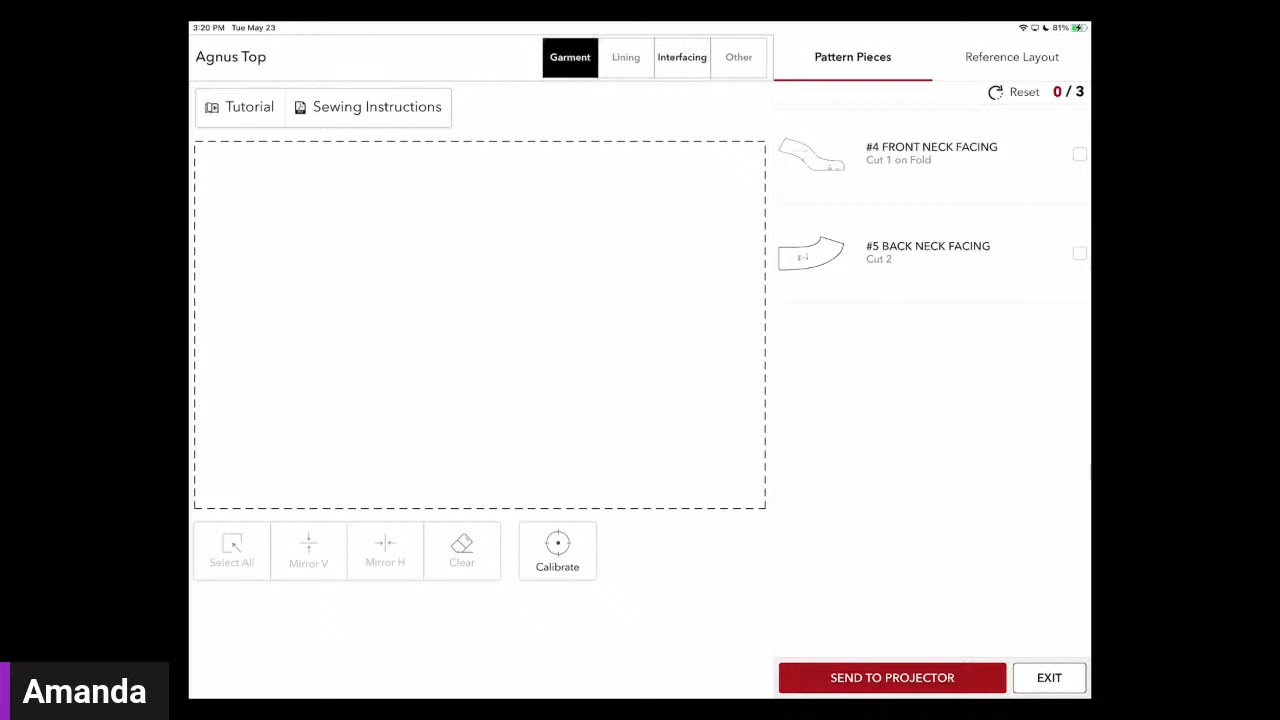 3:20 PM Tue May 23
81%
Agnus Top
Garment
Lining
Interfacing
Other
Pattern Pieces
Reference Layout
Tutorial
Sewing Instructions
Reset
0 / 3
#4 FRONT NECK FACING
Cut 1 on Fold
#5 BACK NECK FACING
Cut 2
Select All
Mirror V
Mirror H
Clear
Calibrate
SEND TO PROJECTOR
EXIT
Amanda